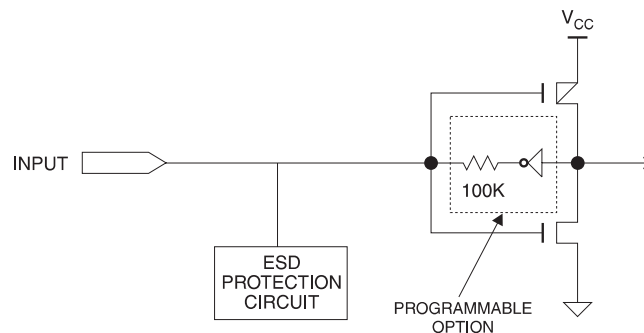 V_CC
INPUT
100K
ESD
PROTECTION
CIRCUIT
PROGRAMMABLE
OPTION